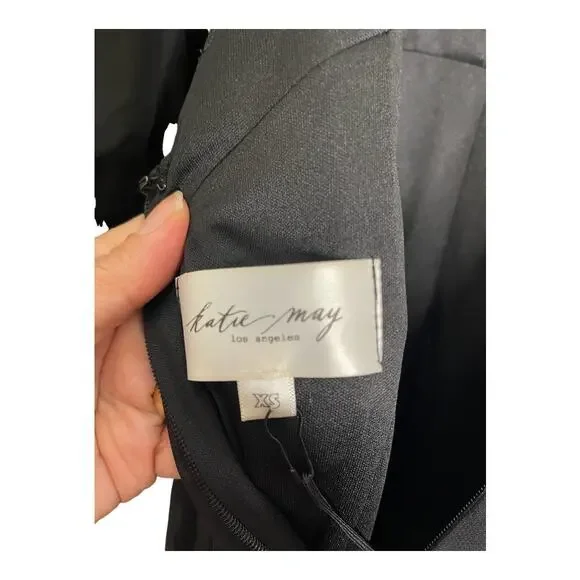 katie may
los angeles
XS